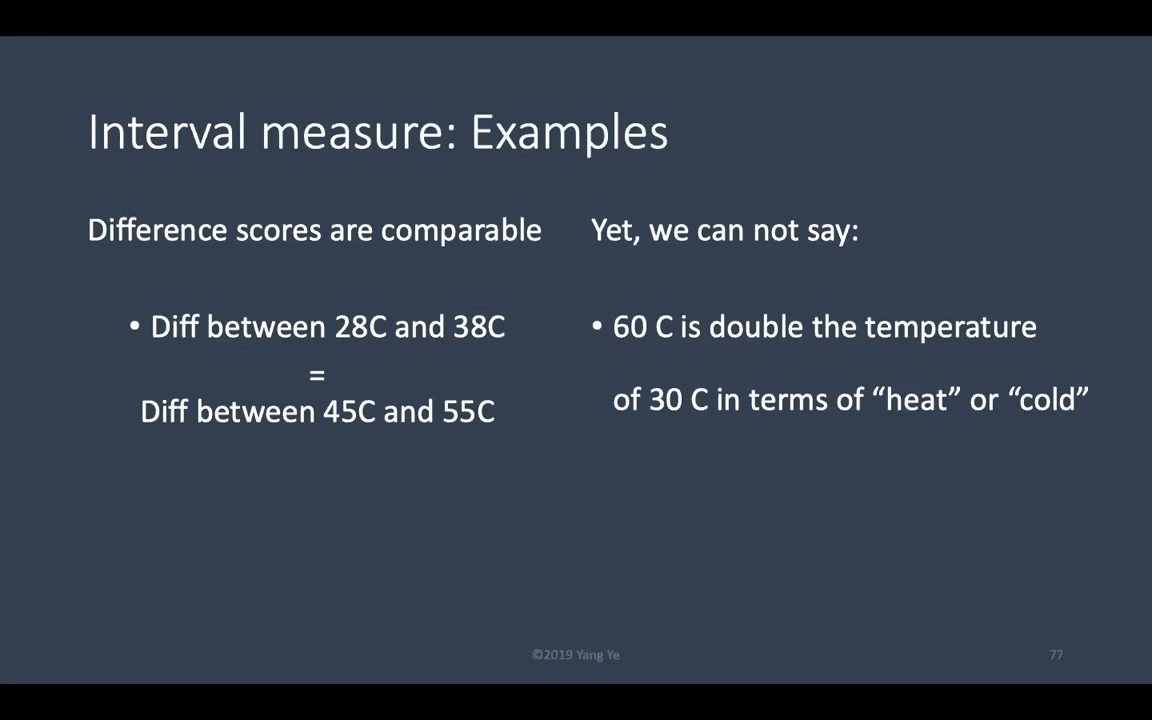 Interval measure: Examples
Difference scores are comparable
• Diff between 28C and 38C
=
Diff between 45C and 55C
Yet, we can not say:
• 60 C is double the temperature
of 30 C in terms of “heat” or “cold”
©2019 Yang Ye
77